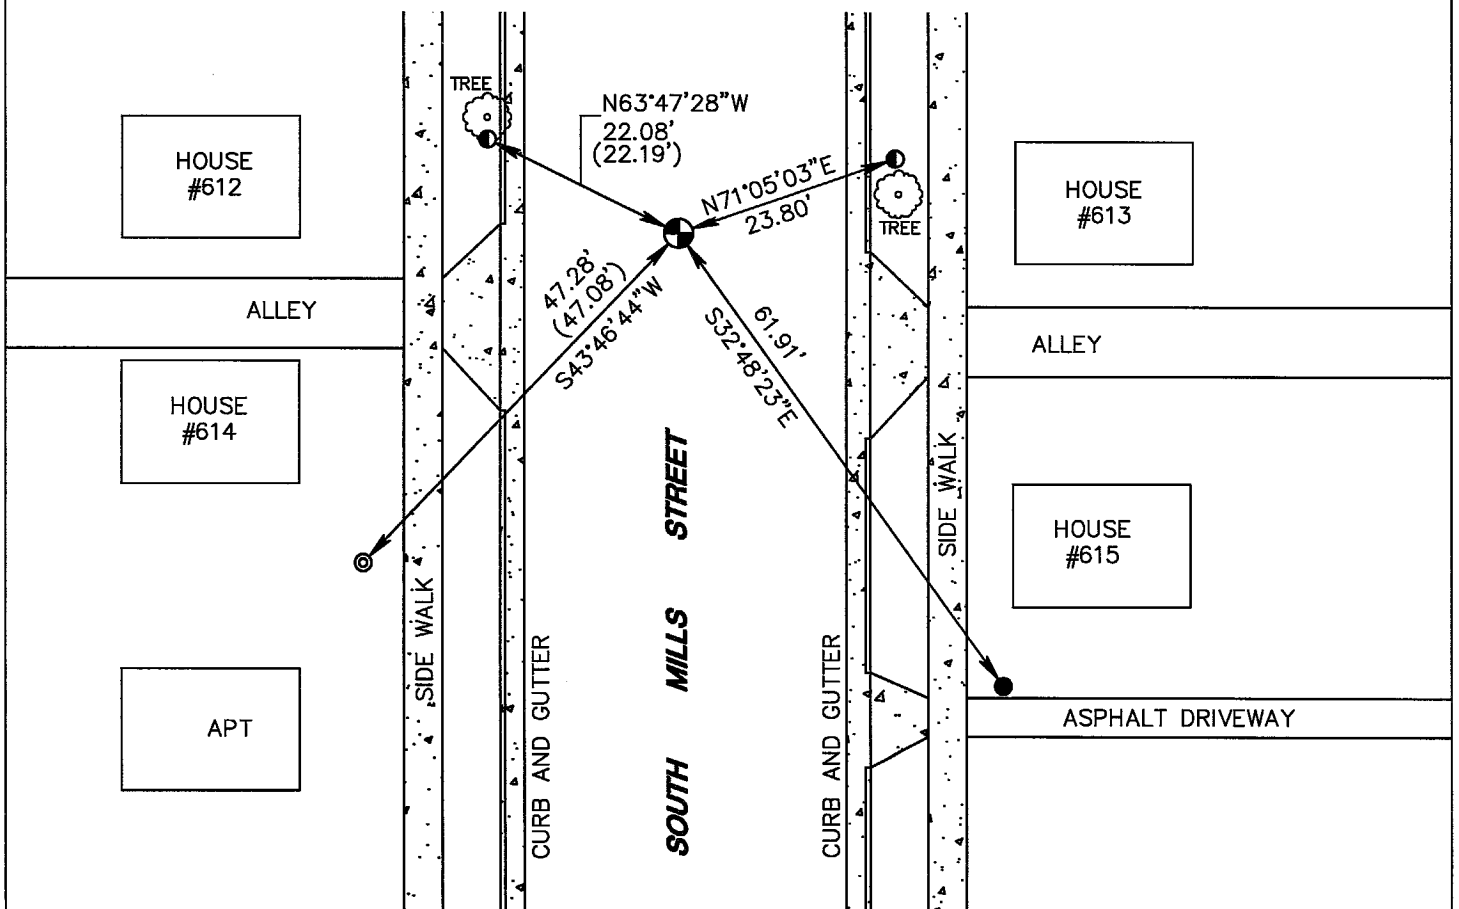 TREE
N63°47'28"W
22.08'
(22.19')
HOUSE
#612
N71°05'03"E
23.80'
TREE
HOUSE
#613
ALLEY
47.28'
(47.08')
S43°46'44"W
61.91'
S32°48'23"E
ALLEY
HOUSE
#614
SIDE WALK
HOUSE
#615
SOUTH MILLS STREET
SIDE WALK
CURB AND GUTTER
CURB AND GUTTER
APT
ASPHALT DRIVEWAY